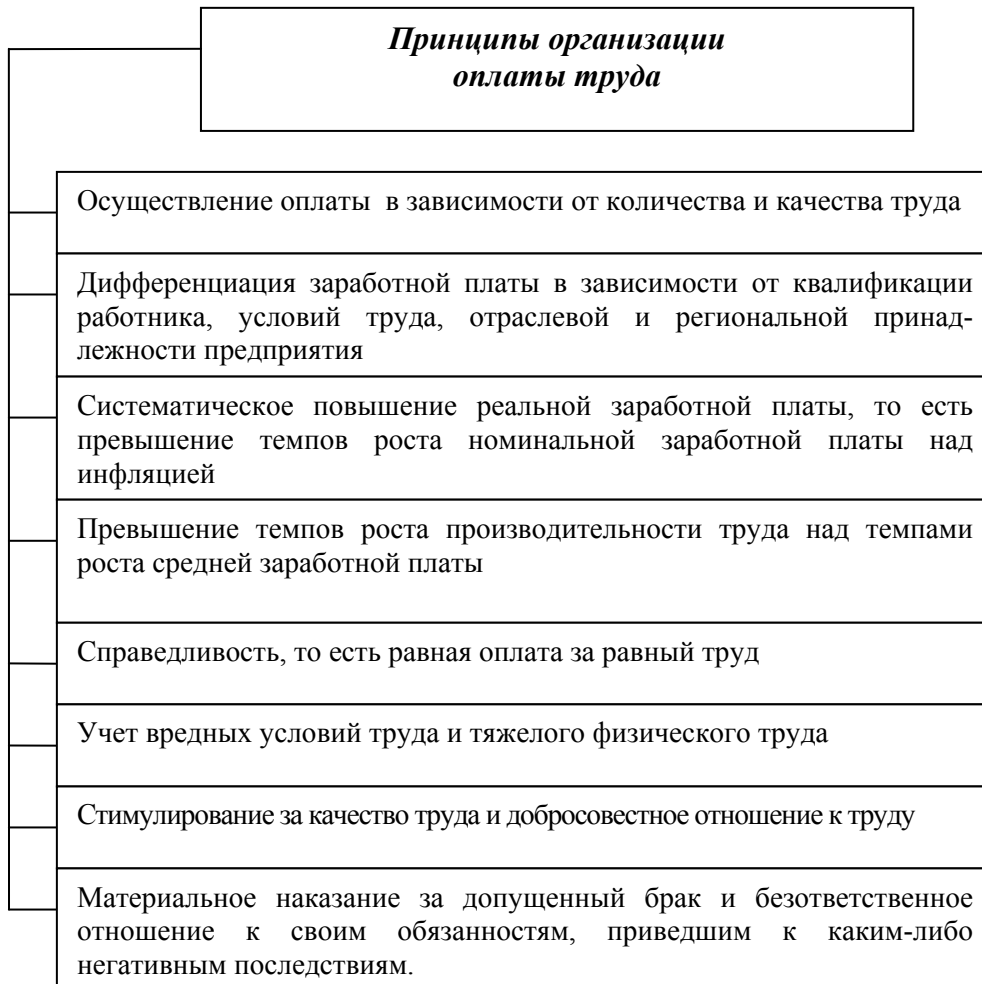 Принципы организации
оплаты труда
Осуществление оплаты в зависимости от количества и качества труда
Дифференциация заработной платы в зависимости от квалификации
работника, условий труда, отраслевой и региональной принад-
лежности предприятия
Систематическое повышение реальной заработной платы, то есть
превышение темпов роста номинальной заработной платы над
инфляцией
Превышение темпов роста производительности труда над темпами
роста средней заработной платы
Справедливость, то есть равная оплата за равный труд
Учет вредных условий труда и тяжелого физического труда
Стимулирование за качество труда и добросовестное отношение к труду
Материальное наказание за допущенный брак и безответственное
отношение к своим обязанностям, приведшим к каким-либо
негативным последствиям.